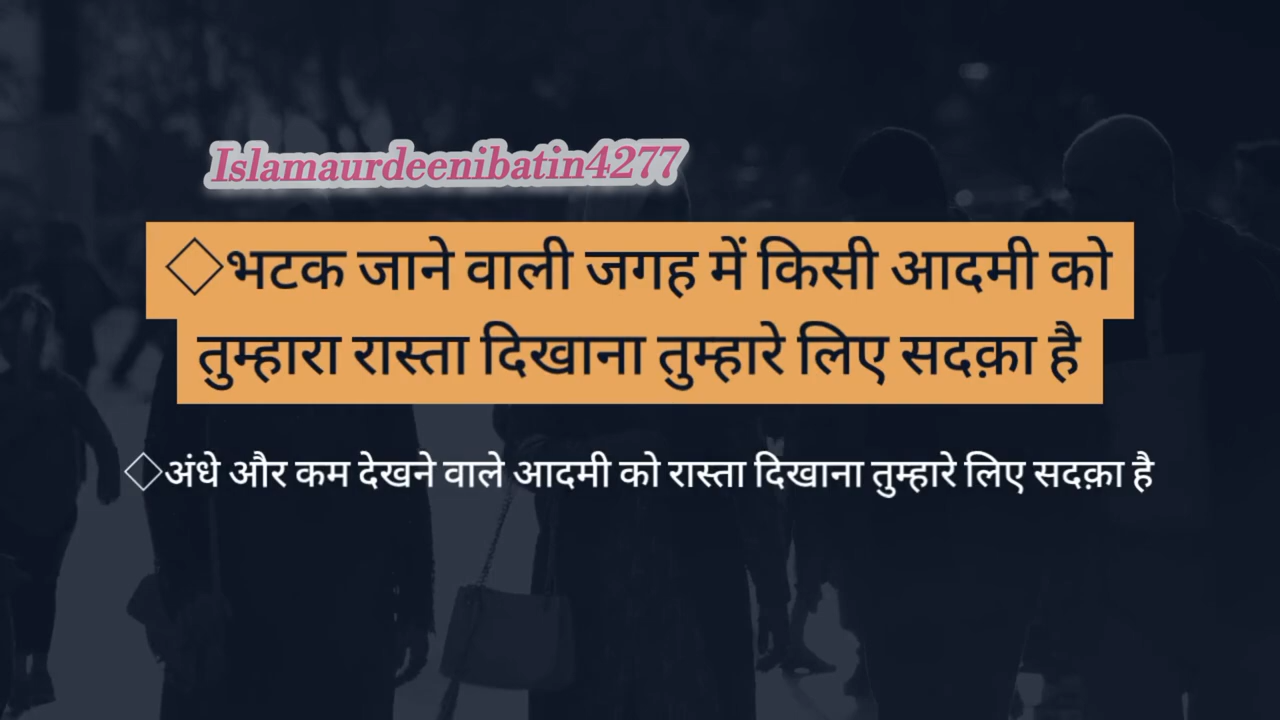 Islamaurdeenibatin4277
◇भटक जाने वाली जगह में किसी आदमी को
तुम्हारा रास्ता दिखाना तुम्हारे लिए सदक़ा है
◇अंधे और कम देखने वाले आदमी को रास्ता दिखाना तुम्हारे लिए सदक़ा है